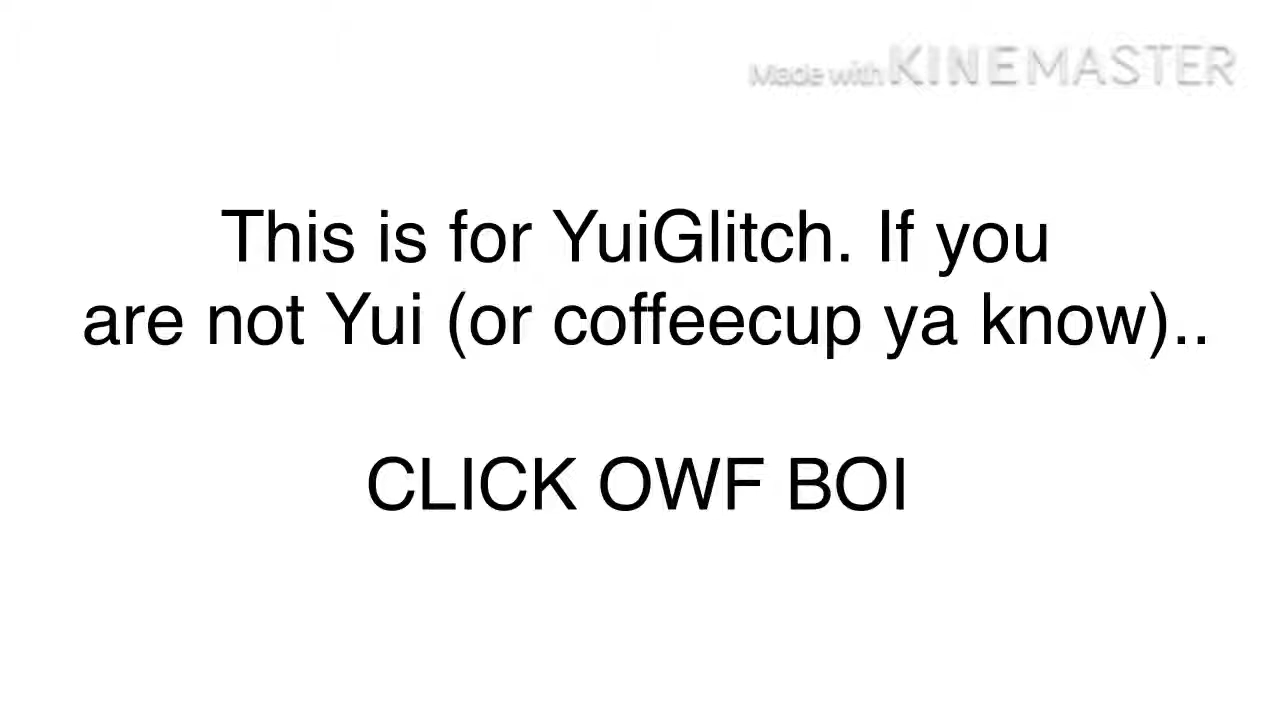 Made with KINEMASTER
This is for YuiGlitch. If you
are not Yui (or coffeecup ya know)..
CLICK OWF BOI